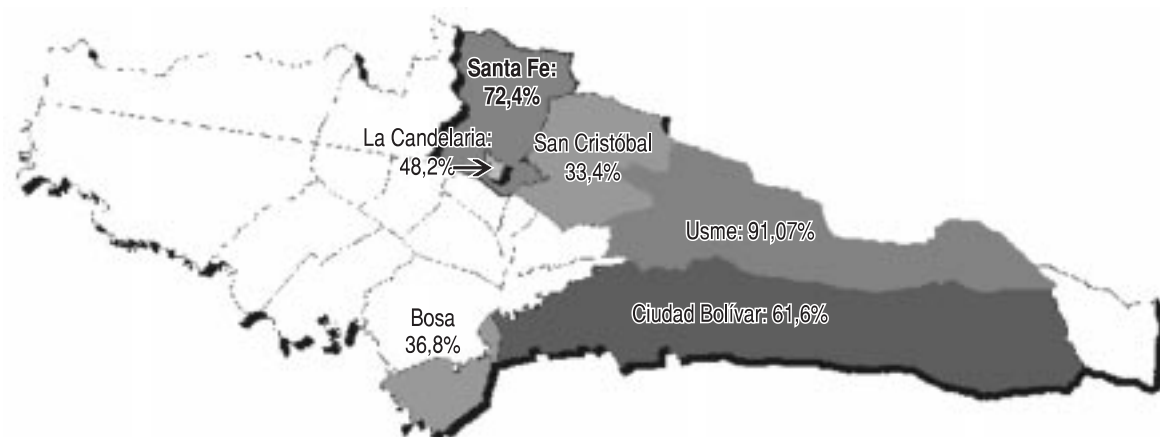 Santa Fe:
72,4%
La Candelaria:
48,2%
San Cristóbal
33,4%
Usme: 91,07%
Ciudad Bolívar: 61,6%
Bosa
36,8%